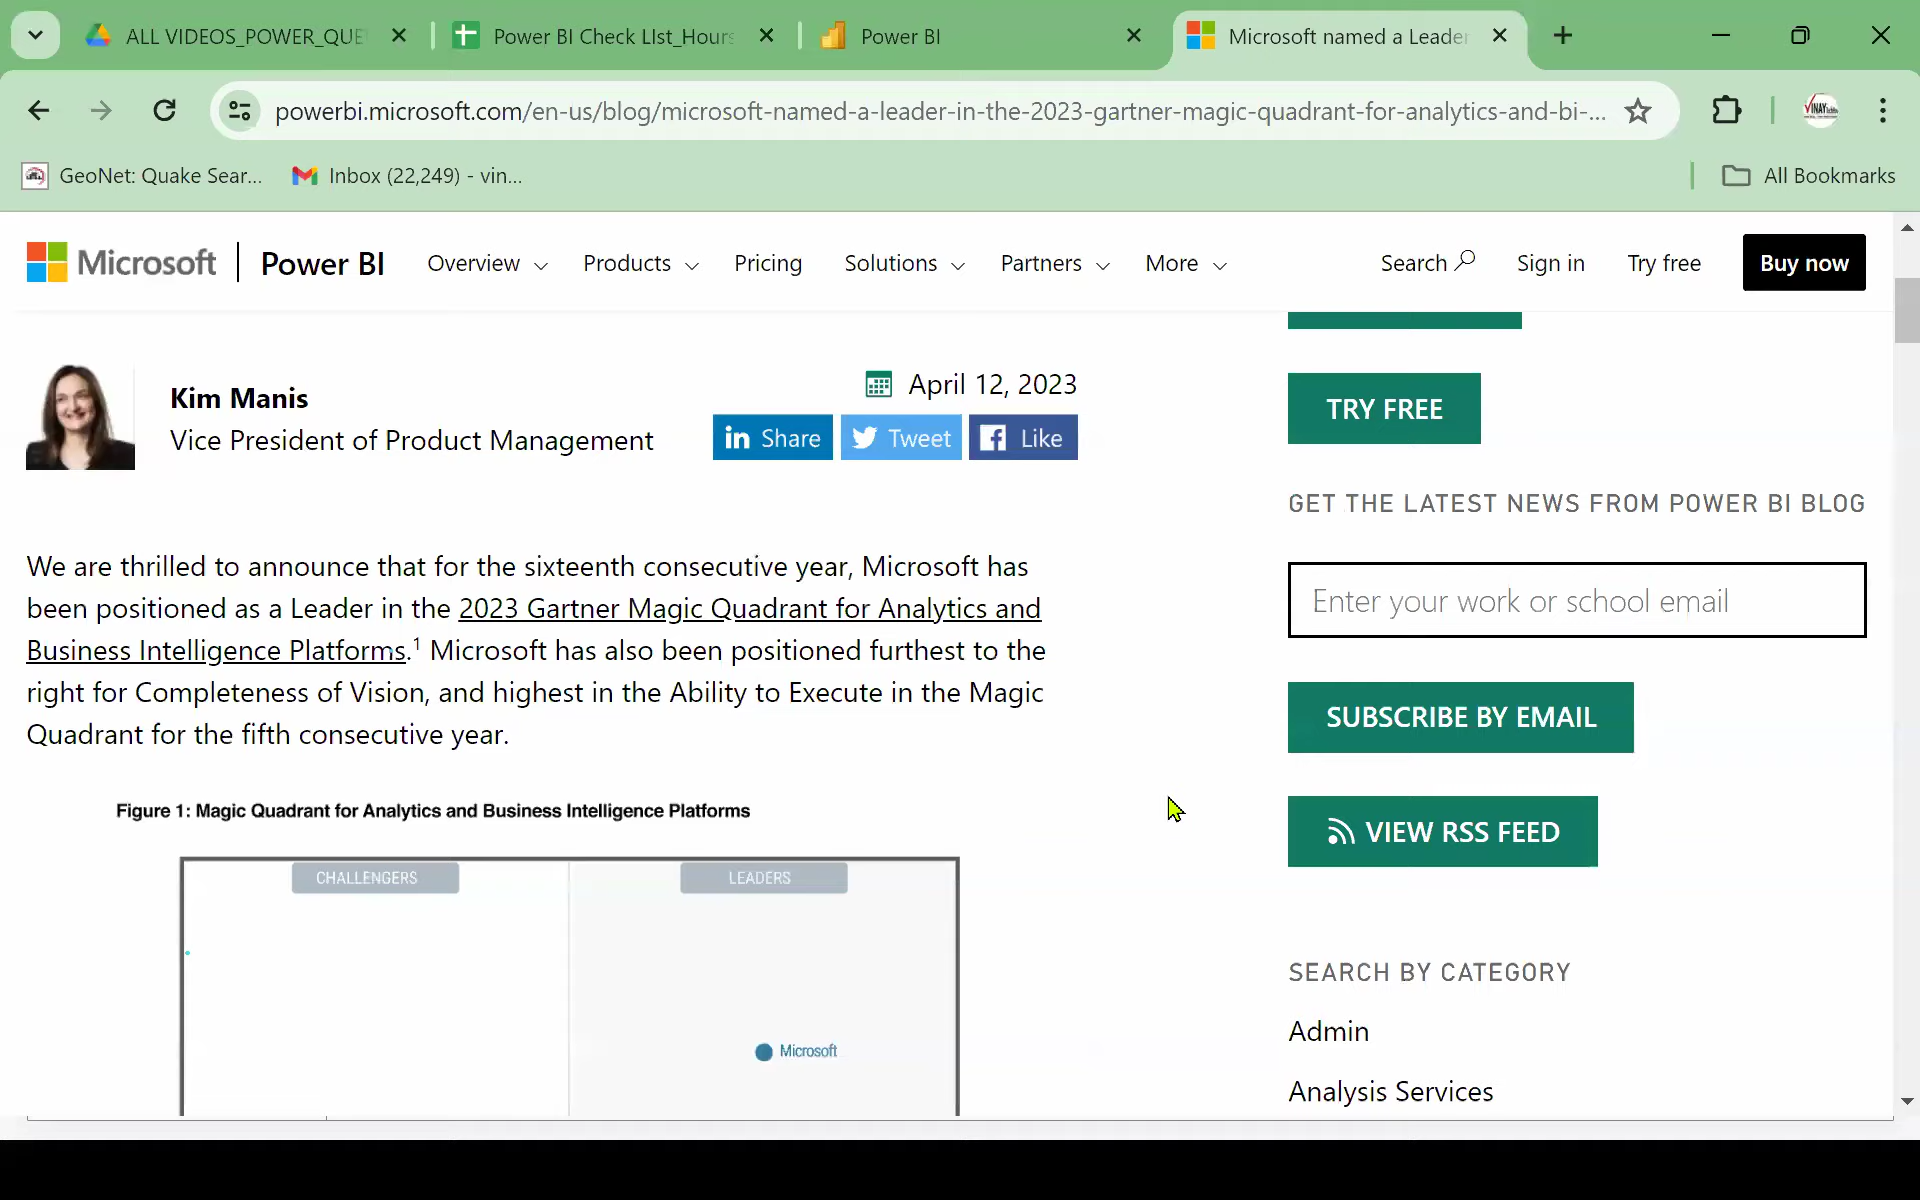 ALL VIDEOS_POWER_QUE
Power BI Check LIst_Hours
Power BI
Microsoft named a Leader
powerbi.microsoft.com/en-us/blog/microsoft-named-a-leader-in-the-2023-gartner-magic-quadrant-for-analytics-and-bi-...
GeoNet: Quake Sear...
Inbox (22,249) - vin...
All Bookmarks
Microsoft
Power BI
Overview
Products
Pricing
Solutions
Partners
More
Search
Sign in
Try free
Buy now
Kim Manis
Vice President of Product Management
April 12, 2023
in Share
Tweet
Like
We are thrilled to announce that for the sixteenth consecutive year, Microsoft has
been positioned as a Leader in the 2023 Gartner Magic Quadrant for Analytics and
Business Intelligence Platforms.¹ Microsoft has also been positioned furthest to the
right for Completeness of Vision, and highest in the Ability to Execute in the Magic
Quadrant for the fifth consecutive year.
Figure 1: Magic Quadrant for Analytics and Business Intelligence Platforms
CHALLENGERS
LEADERS
Microsoft
TRY FREE
GET THE LATEST NEWS FROM POWER BI BLOG
Enter your work or school email
SUBSCRIBE BY EMAIL
VIEW RSS FEED
SEARCH BY CATEGORY
Admin
Analysis Services